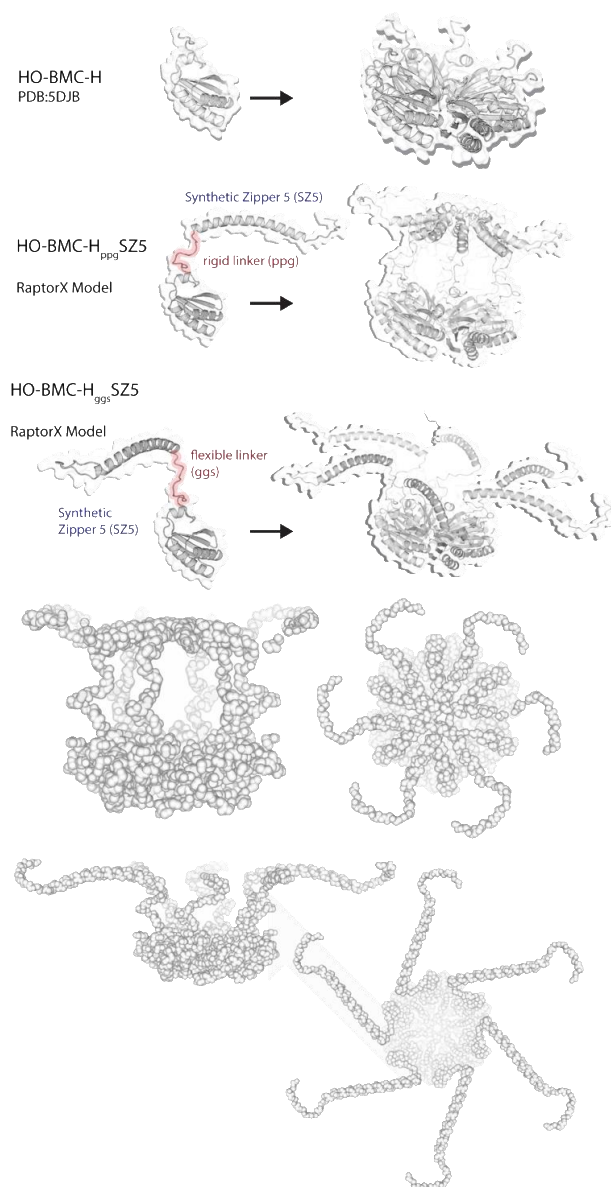 HO-BMC-H
PDB:5DJB
Synthetic Zipper 5 (SZ5)
HO-BMC-HppgSZ5
rigid linker (ppg)
RaptorX Model
HO-BMC-HggsSZ5
RaptorX Model
flexible linker
(ggs)
Synthetic
Zipper 5 (SZ5)